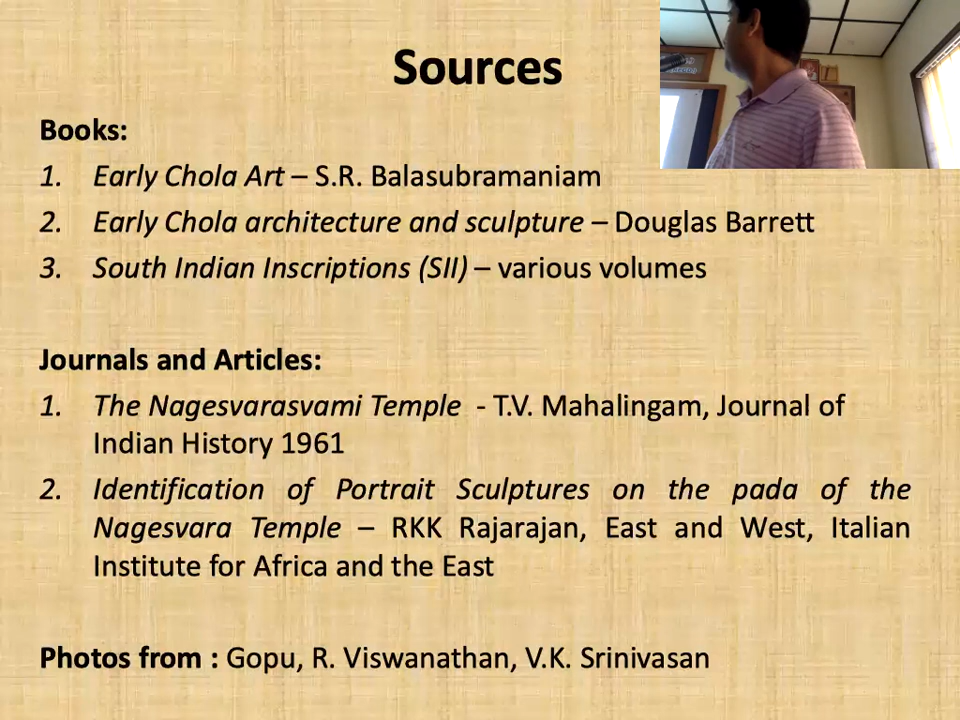 Sources
Books:
1. Early Chola Art – S.R. Balasubramaniam
2. Early Chola architecture and sculpture – Douglas Barrett
3. South Indian Inscriptions (SII) – various volumes
Journals and Articles:
1. The Nagesvarasvami Temple - T.V. Mahalingam, Journal of
Indian History 1961
2. Identification of Portrait Sculptures on the pada of the
Nagesvara Temple – RKK Rajarajan, East and West, Italian
Institute for Africa and the East
Photos from : Gopu, R. Viswanathan, V.K. Srinivasan